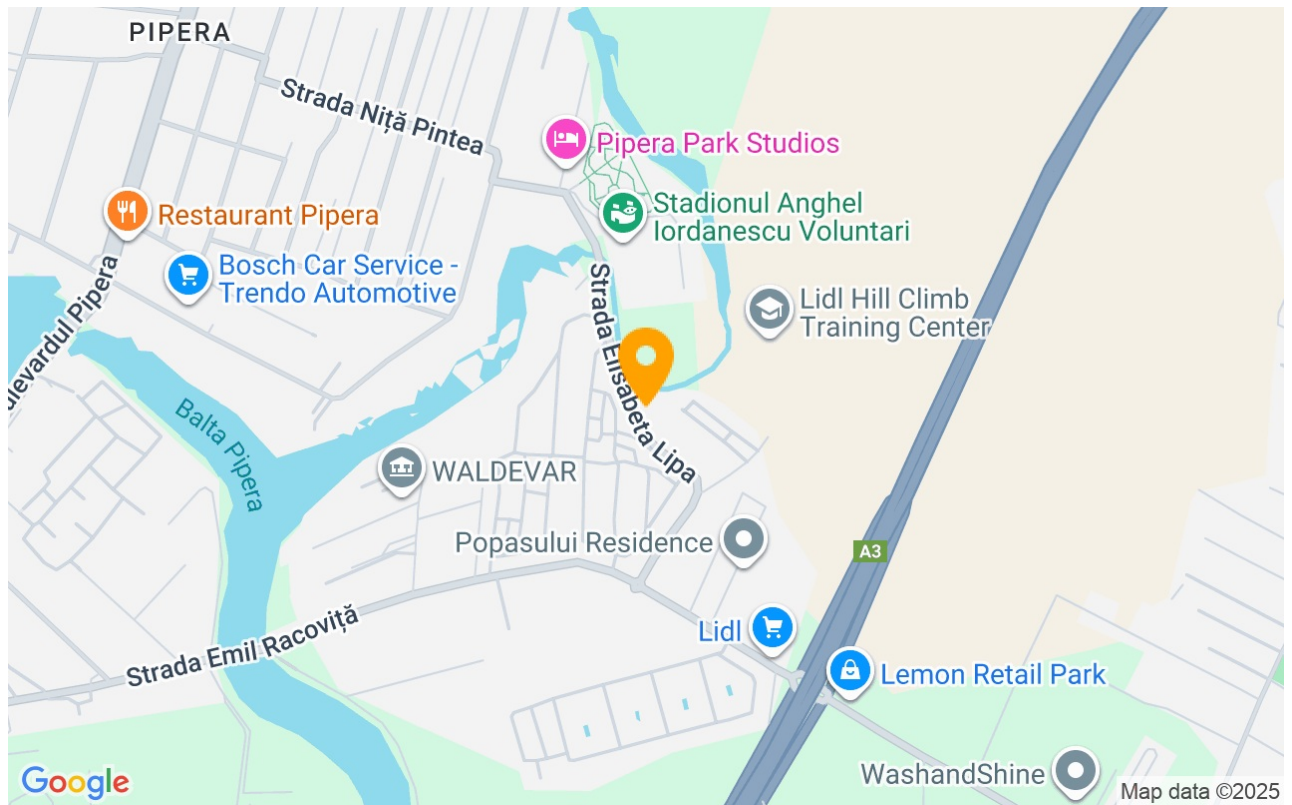 PIPERA
Strada Niță Pintea
Pipera Park Studios
Restaurant Pipera
Stadionul Anghel
Iordanescu Voluntari
Bosch Car Service -
Trendo Automotive
Strada Elisabeta Lipa
Lidl Hill Climb
Training Center
levardul Pipera
Balta Pipera
WALDEVAR
Popasului Residence
A3
Strada Emil Racoviță
Lidl
Lemon Retail Park
WashandShine
Google
Map data ©2025